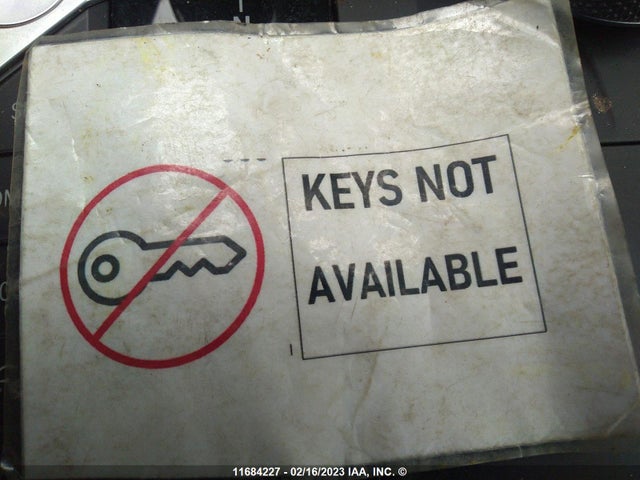 KEYS NOT
AVAILABLE
11684227 - 02/16/2023 IAA, INC. ©